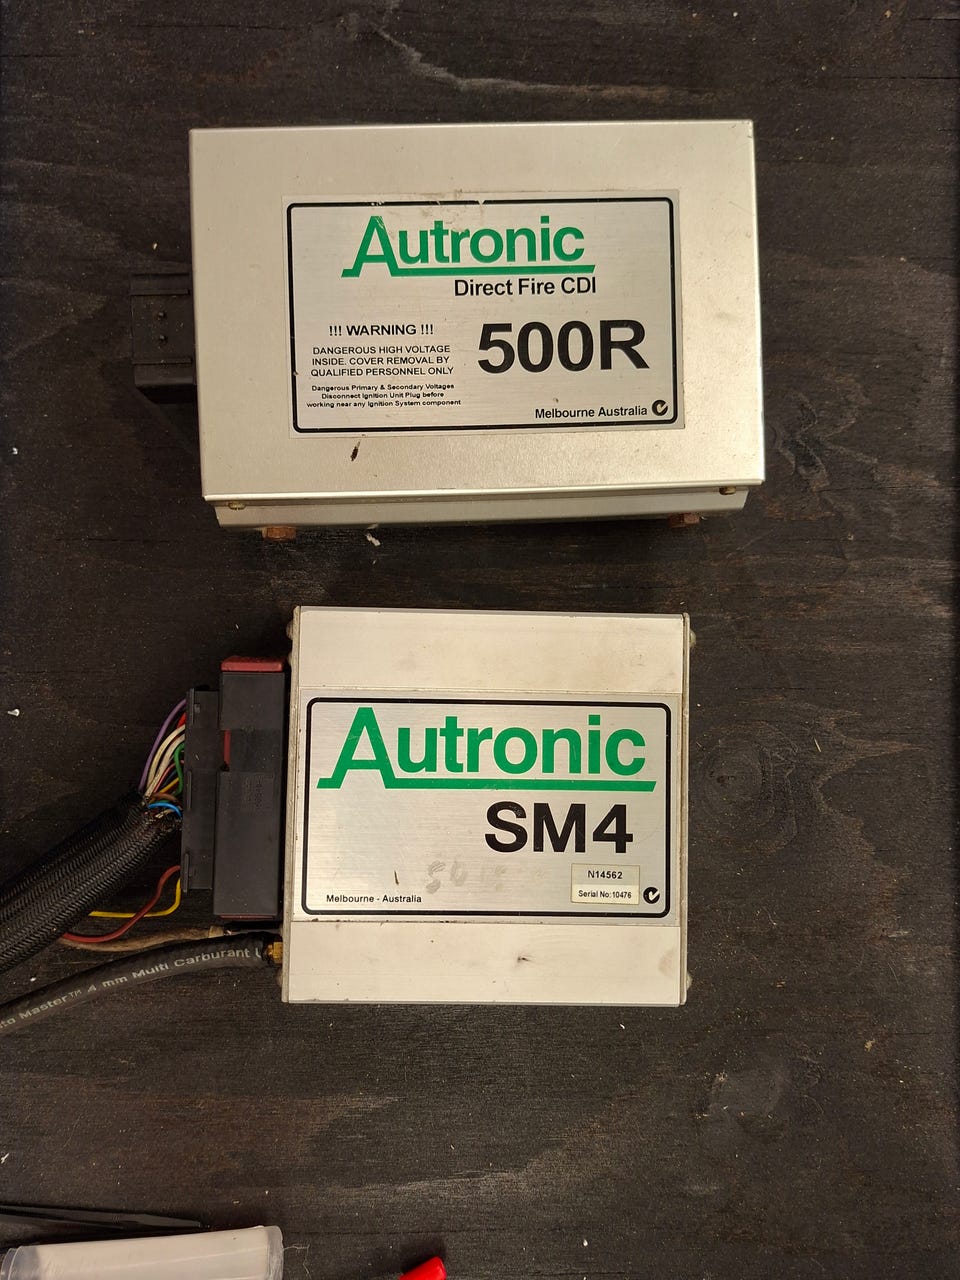 Autronic
Direct Fire CDI
!!! WARNING !!!
DANGEROUS HIGH VOLTAGE
INSIDE. COVER REMOVAL BY
QUALIFIED PERSONNEL ONLY
Dangerous Primary & Secondary Voltages
Disconnect Ignition Unit Plug before
working near any Ignition System component
500R
Melbourne Australia
Autronic
SM4
N14562
Serial No:10476
Melbourne - Australia
Master™ 4 mm Multi Carburant